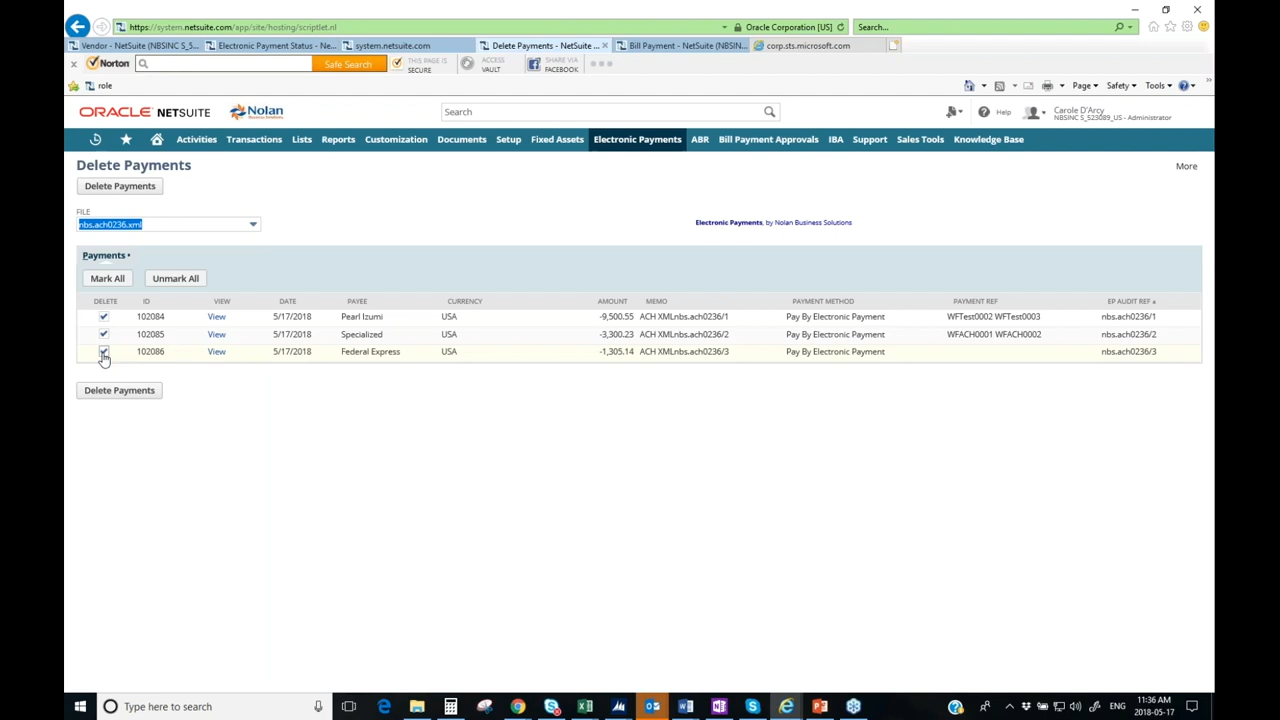 https://system.netsuite.com/app/site/hosting/scriptlet.nl
Oracle Corporation [US]
Search...
Vendor - NetSuite (NBSINC S_5...
Electronic Payment Status - Ne...
system.netsuite.com
Delete Payments - NetSuite ...
Bill Payment - NetSuite (NBSIN...
corp.sts.microsoft.com
Norton
Safe Search
THIS PAGE IS
SECURE
ACCESS
VAULT
SHARE VIA
FACEBOOK
role
Page
Safety
Tools
ORACLE NETSUITE
Nolan
Search
Help
Carole D'Arcy
NBSINC S_523089_US - Administrator
Activities Transactions Lists Reports Customization Documents Setup Fixed Assets Electronic Payments ABR Bill Payment Approvals IBA Support Sales Tools Knowledge Base
Delete Payments
More
Delete Payments
FILE
nbs.ach0236.xml
Electronic Payments, by Nolan Business Solutions
Payments •
Mark All
Unmark All
DELETE ID VIEW DATE PAYEE CURRENCY AMOUNT MEMO PAYMENT METHOD PAYMENT REF EP AUDIT REF
102084 View 5/17/2018 Pearl Izumi USA -9,500.55 ACH XMLnbs.ach0236/1 Pay By Electronic Payment WFTest0002 WFTest0003 nbs.ach0236/1
102085 View 5/17/2018 Specialized USA -3,300.23 ACH XMLnbs.ach0236/2 Pay By Electronic Payment WFACH0001 WFACH0002 nbs.ach0236/2
102086 View 5/17/2018 Federal Express USA -1,305.14 ACH XMLnbs.ach0236/3 Pay By Electronic Payment nbs.ach0236/3
Delete Payments
Type here to search
ENG
11:36 AM
2018-05-17